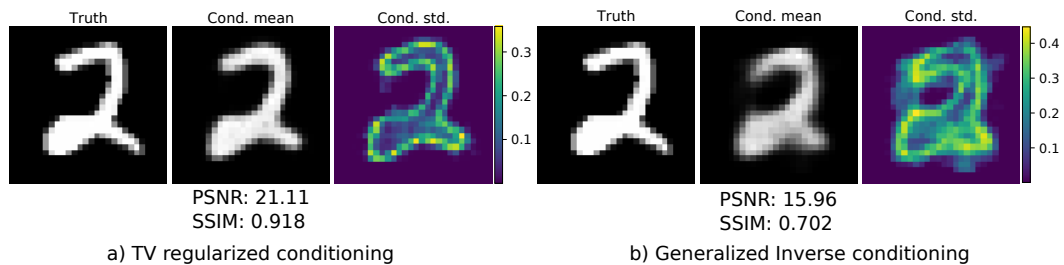 Truth Cond. mean Cond. std.
0.3
0.2
0.1
PSNR: 21.11
SSIM: 0.918
a) TV regularized conditioning
Truth Cond. mean Cond. std.
0.4
0.3
0.2
0.1
PSNR: 15.96
SSIM: 0.702
b) Generalized Inverse conditioning